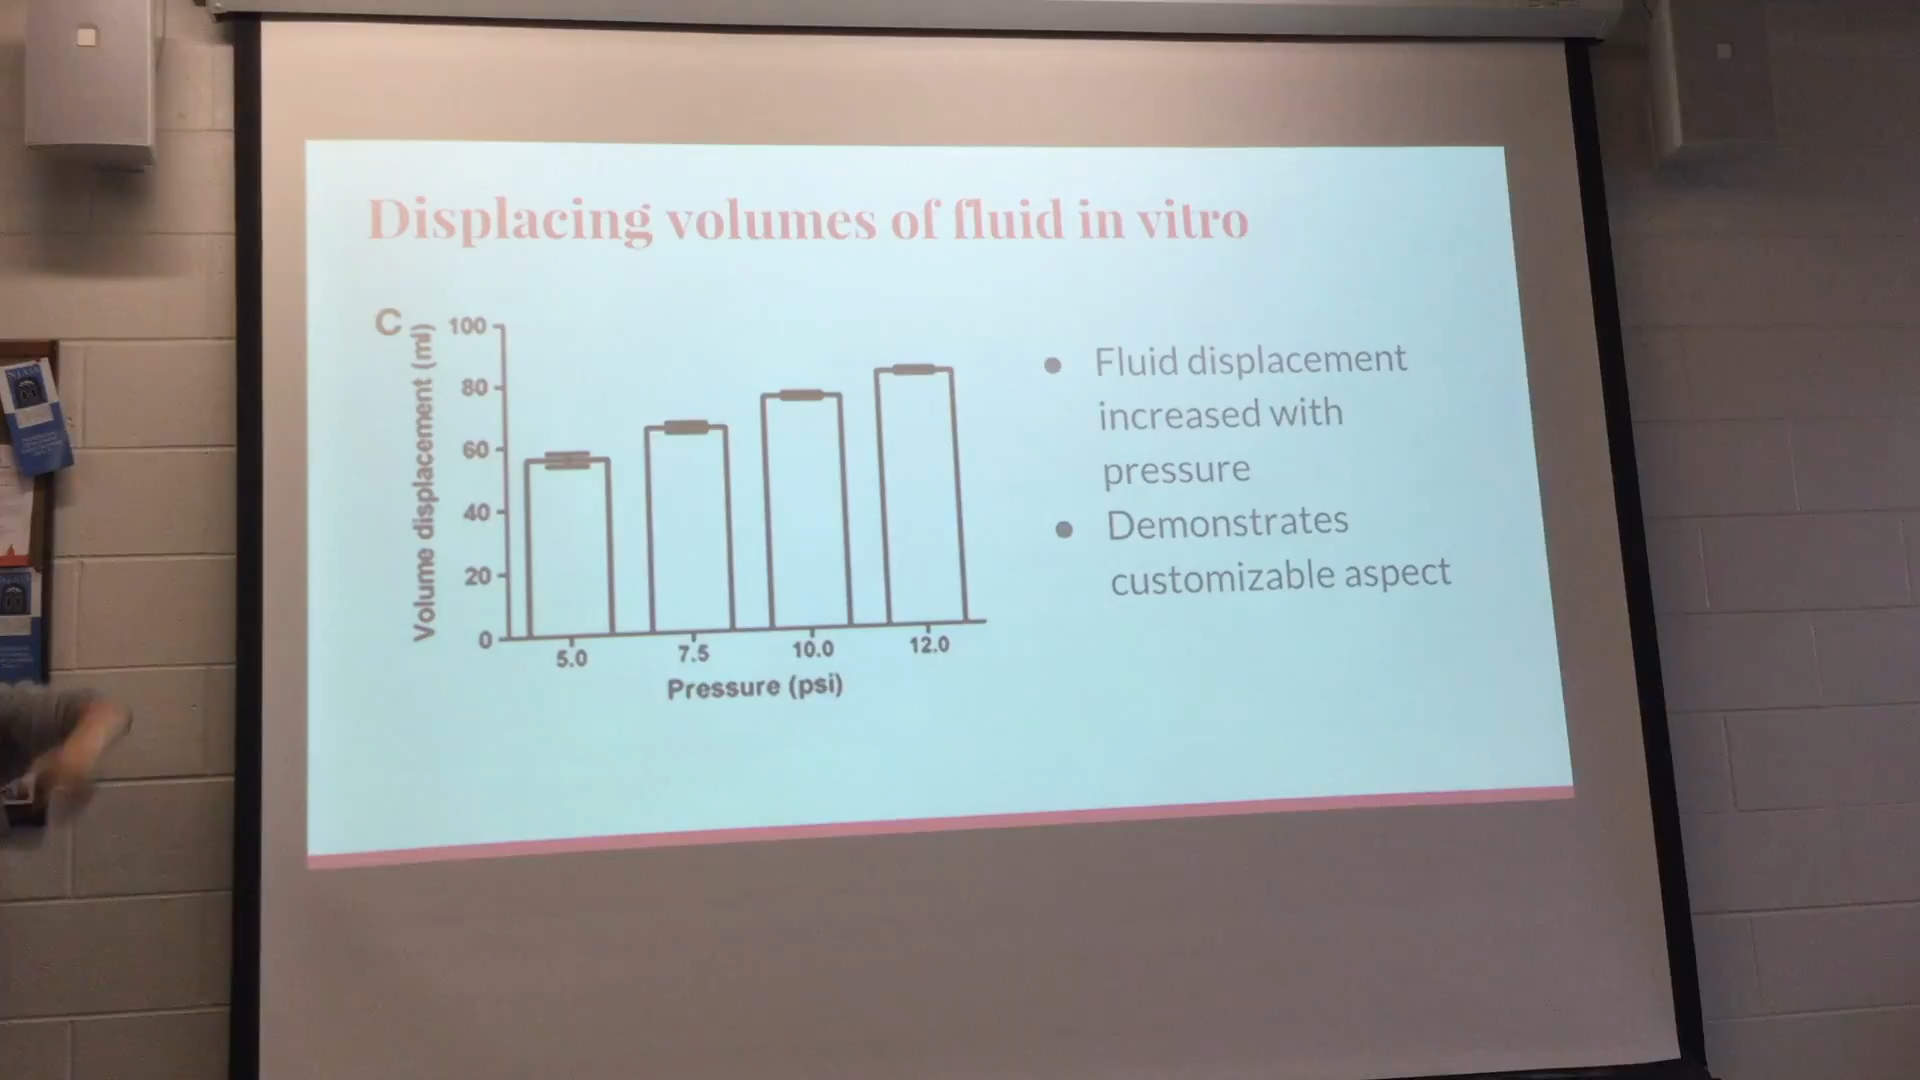 Displacing volumes of fluid in vitro
C
Volume displacement (ml)
100
80
60
40
20
0
5.0
7.5
10.0
12.0
Pressure (psi)
● Fluid displacement
increased with
pressure
● Demonstrates
customizable aspect